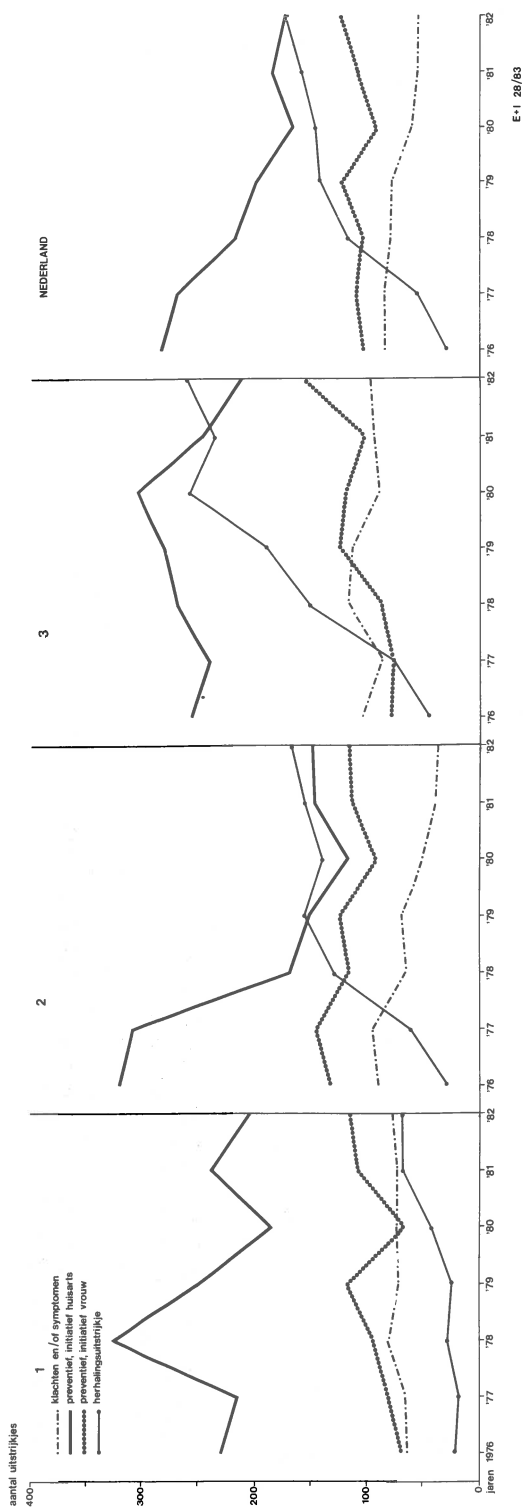 aantal uitstrijkjes
400
300
200
100
0
1
2
3
NEDERLAND
klachten en/of symptomen
preventief, initiatief huisarts
preventief, initiatief vrouw
herhalingsuitstrijkje
jaren 1976 '77 '78 '79 '80 '81 '82 '76 '77 '78 '79 '80 '81 '82 '76 '77 '78 '79 '80 '81 '82 '76 '77 '78 '79 '80 '81 '82
E+I 28/83